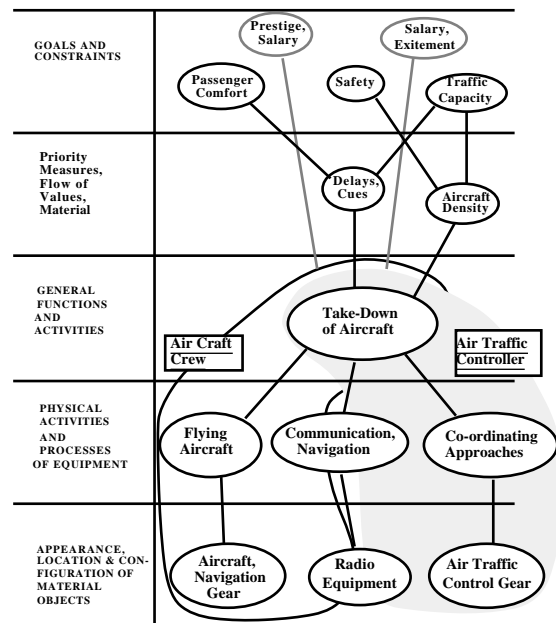 GOALS AND
CONSTRAINTS
Prestige,
Salary
Salary,
Exitement
Passenger
Comfort
Safety
Traffic
Capacity
Priority
Measures,
Flow of
Values,
Material
Delays,
Cues
Aircraft
Density
GENERAL
FUNCTIONS
AND
ACTIVITIES
Take-Down
of Aircraft
Air Craft
Crew
Air Traffic
Controller
PHYSICAL
ACTIVITIES
AND
PROCESSES
OF EQUIPMENT
Flying
Aircraft
Communication,
Navigation
Co-ordinating
Approaches
APPEARANCE,
LOCATION & CON-
FIGURATION OF
MATERIAL
OBJECTS
Aircraft,
Navigation
Gear
Radio
Equipment
Air Traffic
Control Gear